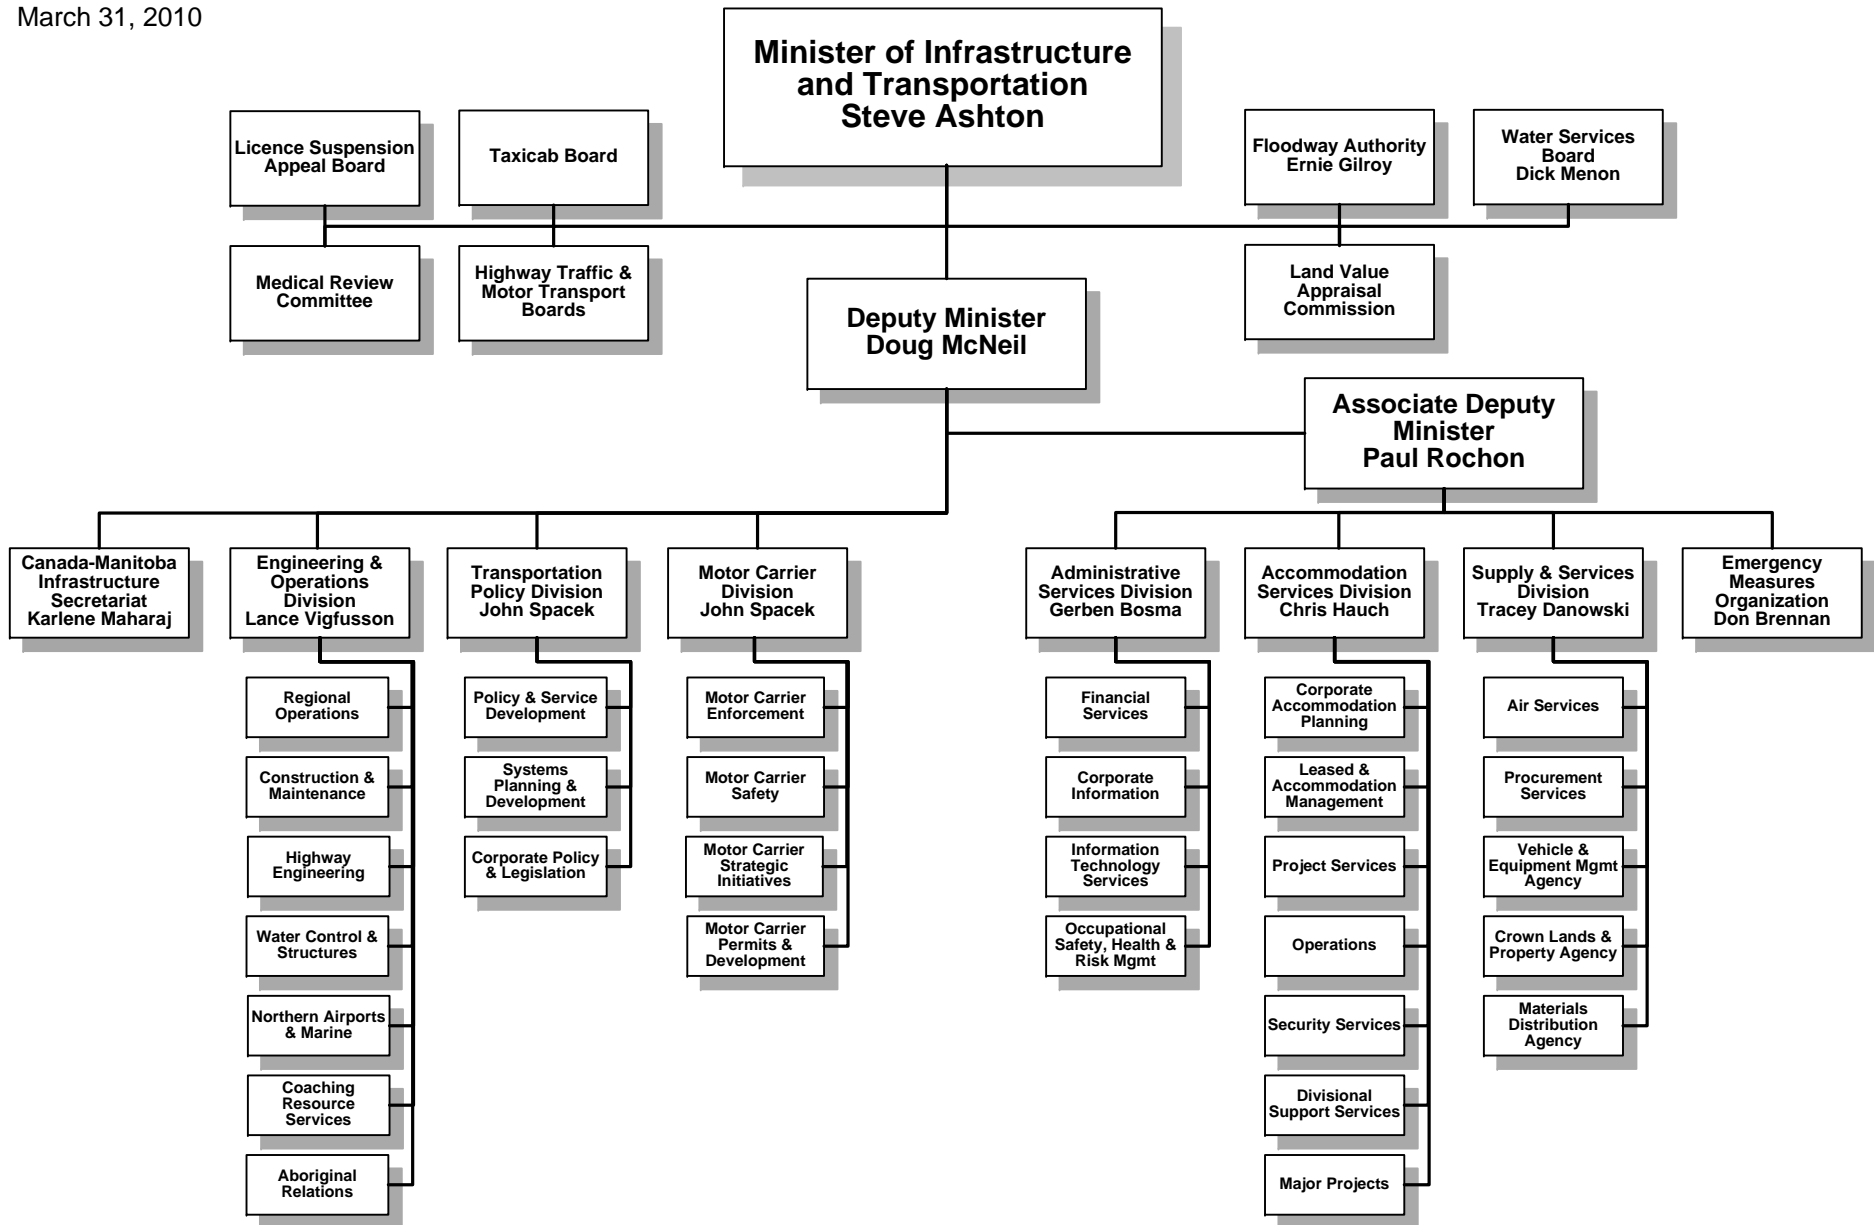 March 31, 2010
Minister of Infrastructure
and Transportation
Steve Ashton
Licence Suspension
Appeal Board
Taxicab Board
Floodway Authority
Ernie Gilroy
Water Services
Board
Dick Menon
Medical Review
Committee
Highway Traffic &
Motor Transport
Boards
Land Value
Appraisal
Commission
Deputy Minister
Doug McNeil
Associate Deputy
Minister
Paul Rochon
Canada-Manitoba
Infrastructure
Secretariat
Karlene Maharaj
Engineering &
Operations
Division
Lance Vigfusson
Transportation
Policy Division
John Spacek
Motor Carrier
Division
John Spacek
Administrative
Services Division
Gerben Bosma
Accommodation
Services Division
Chris Hauch
Supply & Services
Division
Tracey Danowski
Emergency
Measures
Organization
Don Brennan
Regional
Operations
Construction &
Maintenance
Highway
Engineering
Water Control &
Structures
Northern Airports
& Marine
Coaching
Resource
Services
Aboriginal
Relations
Policy & Service
Development
Systems
Planning &
Development
Corporate Policy
& Legislation
Motor Carrier
Enforcement
Motor Carrier
Safety
Motor Carrier
Strategic
Initiatives
Motor Carrier
Permits &
Development
Financial
Services
Corporate
Information
Information
Technology
Services
Occupational
Safety, Health &
Risk Mgmt
Corporate
Accommodation
Planning
Leased &
Accommodation
Management
Project Services
Operations
Security Services
Divisional
Support Services
Major Projects
Air Services
Procurement
Services
Vehicle &
Equipment Mgmt
Agency
Crown Lands &
Property Agency
Materials
Distribution
Agency